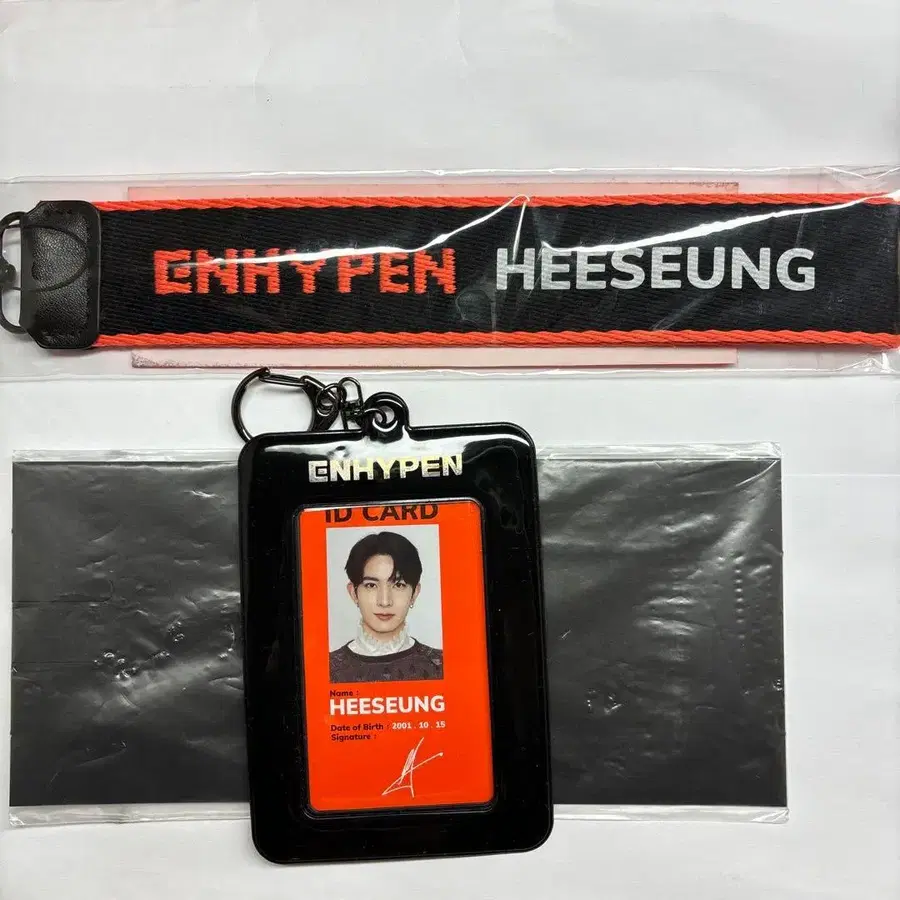 ENHYPEN HEESEUNG
ENHYPEN
ID CARD
Name :
HEESEUNG
Date of Birth : 2001 . 10 . 15
Signature :